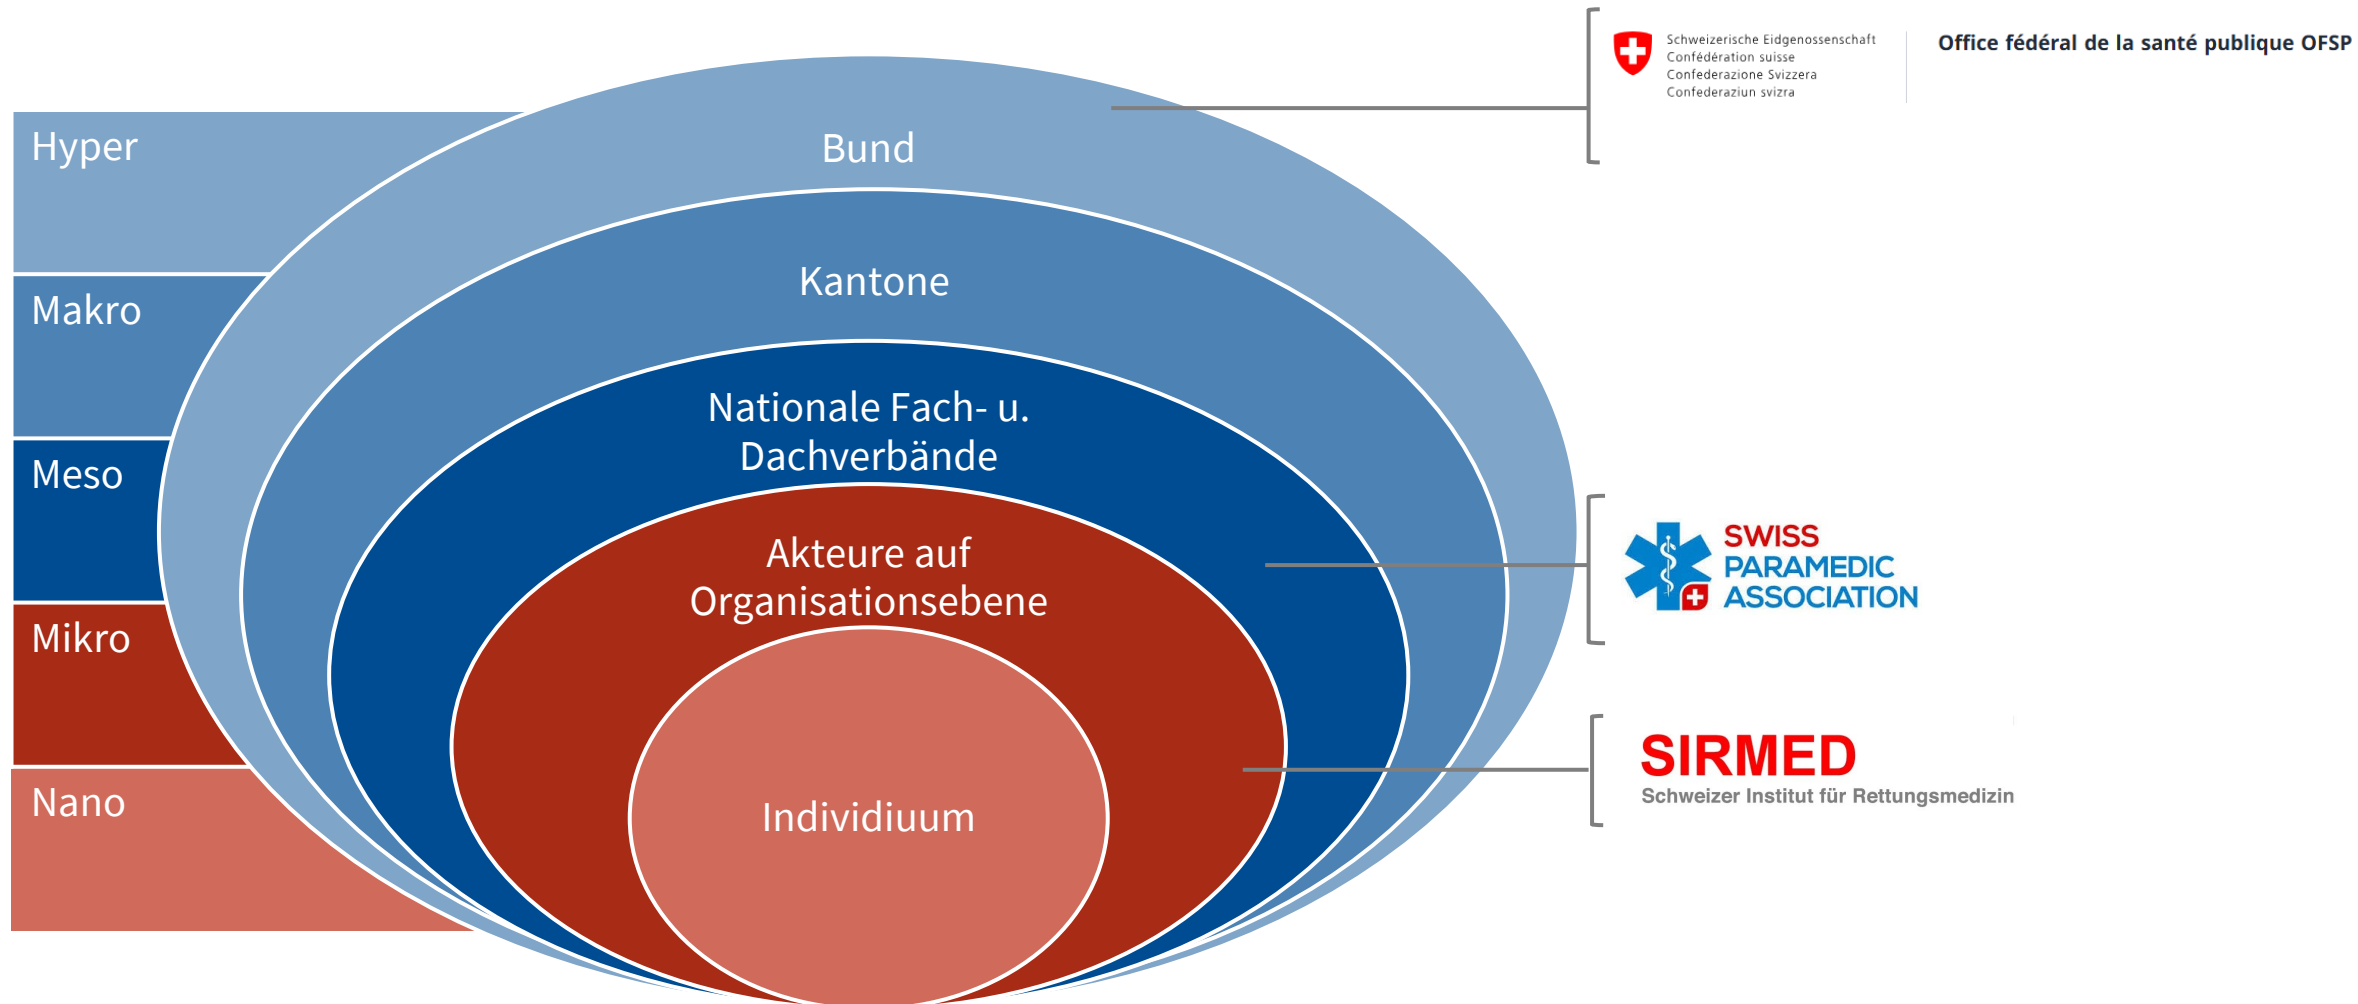 Hyper
Makro
Meso
Mikro
Nano
Bund
Kantone
Nationale Fach- u.
Dachverbände
Akteure auf
Organisationsebene
Individiuum
Schweizerische Eidgenossenschaft
Confédération suisse
Confederazione Svizzera
Confederaziun svizra
Office fédéral de la santé publique OFSP
SWISS
PARAMEDIC
ASSOCIATION
SIRMED
Schweizer Institut für Rettungsmedizin